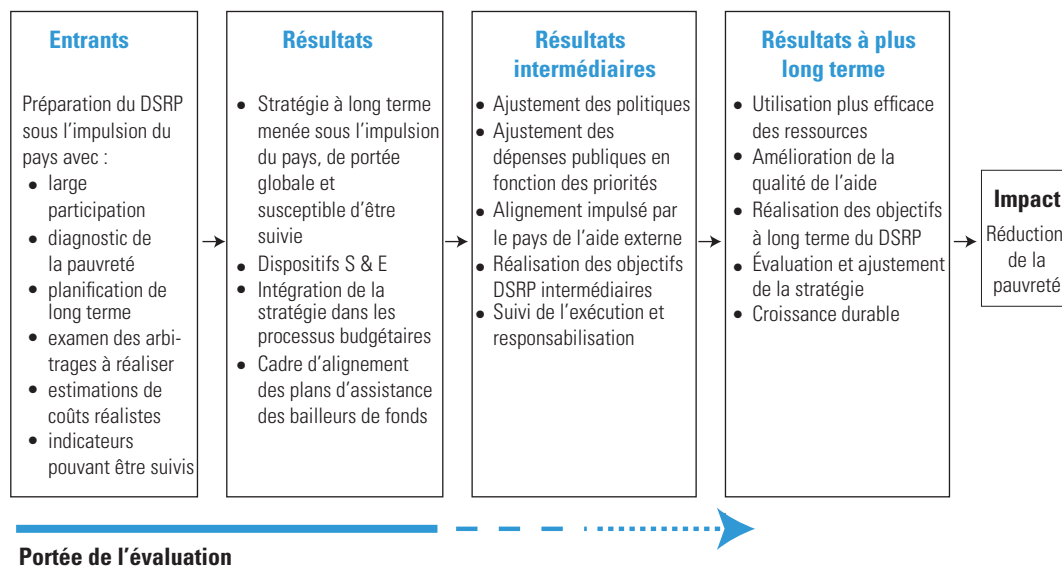 Entrants
Préparation du DSRP
sous l'impulsion du
pays avec :
• large
participation
• diagnostic de
la pauvreté
• planification de
long terme
• examen des arbi-
trages à réaliser
• estimations de
coûts réalistes
• indicateurs
pouvant être suivis
Résultats
• Stratégie à long terme
menée sous l'impulsion
du pays, de portée
globale et
susceptible d'être
suivie
• Dispositifs S & E
• Intégration de la
stratégie dans les
processus budgétaires
• Cadre d'alignement
des plans d'assistance
des bailleurs de fonds
Résultats
intermédiaires
• Ajustement des politiques
• Ajustement des
dépenses publiques en
fonction des priorités
• Alignement impulsé par
le pays de l'aide externe
• Réalisation des objectifs
DSRP intermédiaires
• Suivi de l'exécution et
responsabilisation
Résultats à plus
long terme
• Utilisation plus efficace
des ressources
• Amélioration de la
qualité de l'aide
• Réalisation des objectifs
à long terme du DSRP
• Évaluation et ajustement
de la stratégie
• Croissance durable
Impact
Réduction
de la
pauvreté
Portée de l'évaluation